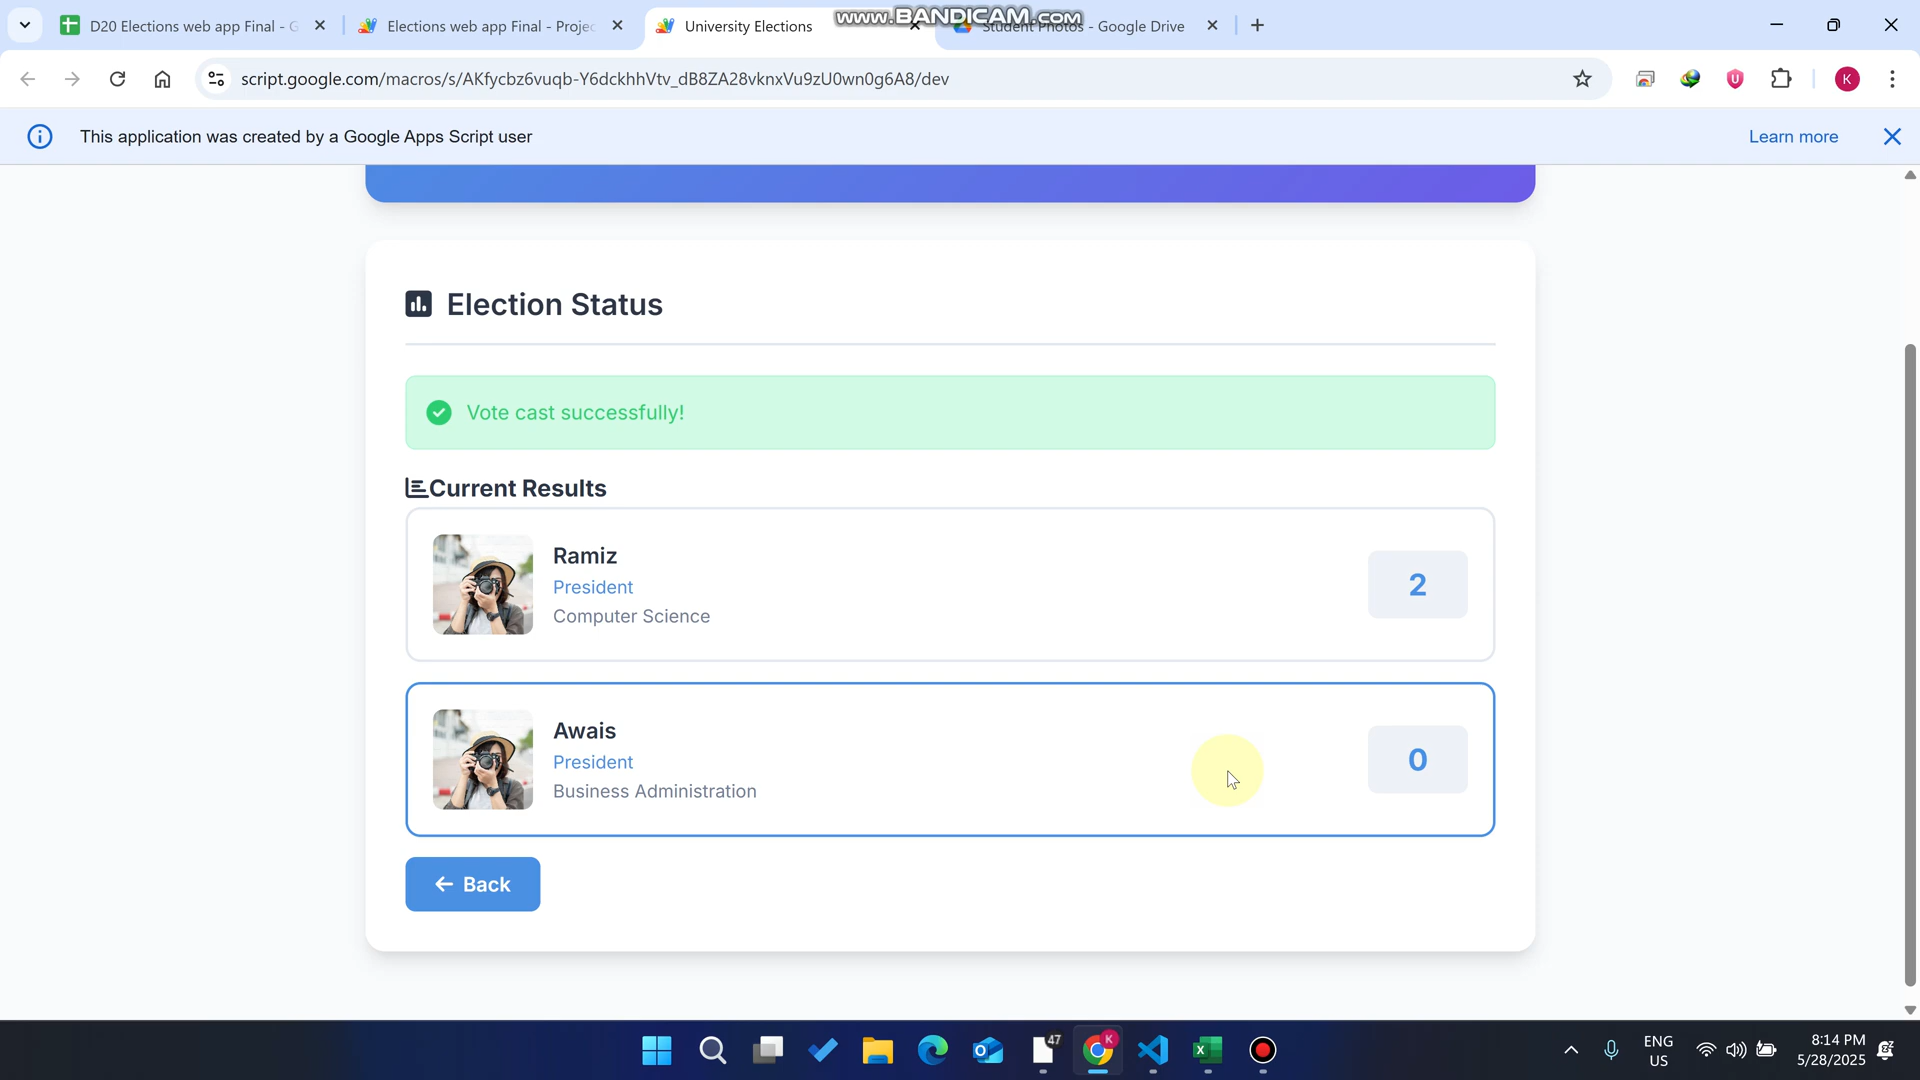 D20 Elections web app Final - G
Elections web app Final - Projec
University Elections
www.BANDICAM.com
Student Photos - Google Drive
script.google.com/macros/s/AKfycbz6vuqb-Y6dckhhVtv_dB8ZA28vknxVu9zU0wn0g6A8/dev
K
This application was created by a Google Apps Script user
Learn more
Election Status
Vote cast successfully!
Current Results
Ramiz
President
Computer Science
2
Awais
President
Business Administration
0
Back
47
K
ENG
US
8:14 PM
5/28/2025